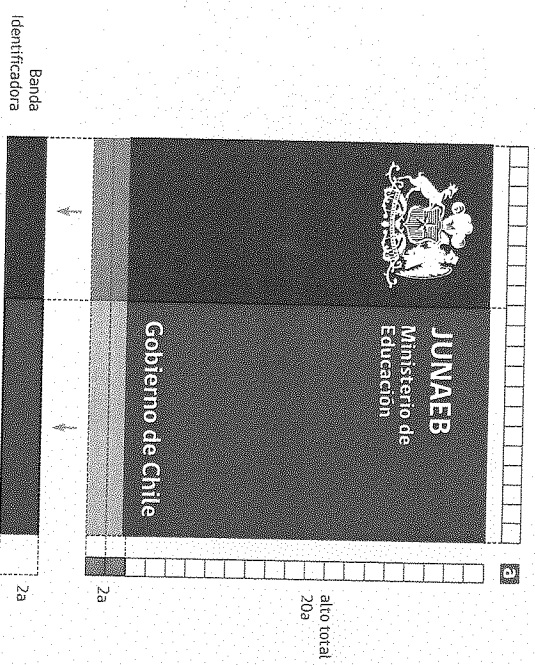 a
JUNAEB
Ministerio de
Educación
Gobierno de Chile
alto total
20a
2a
Banda
Identificadora
2a